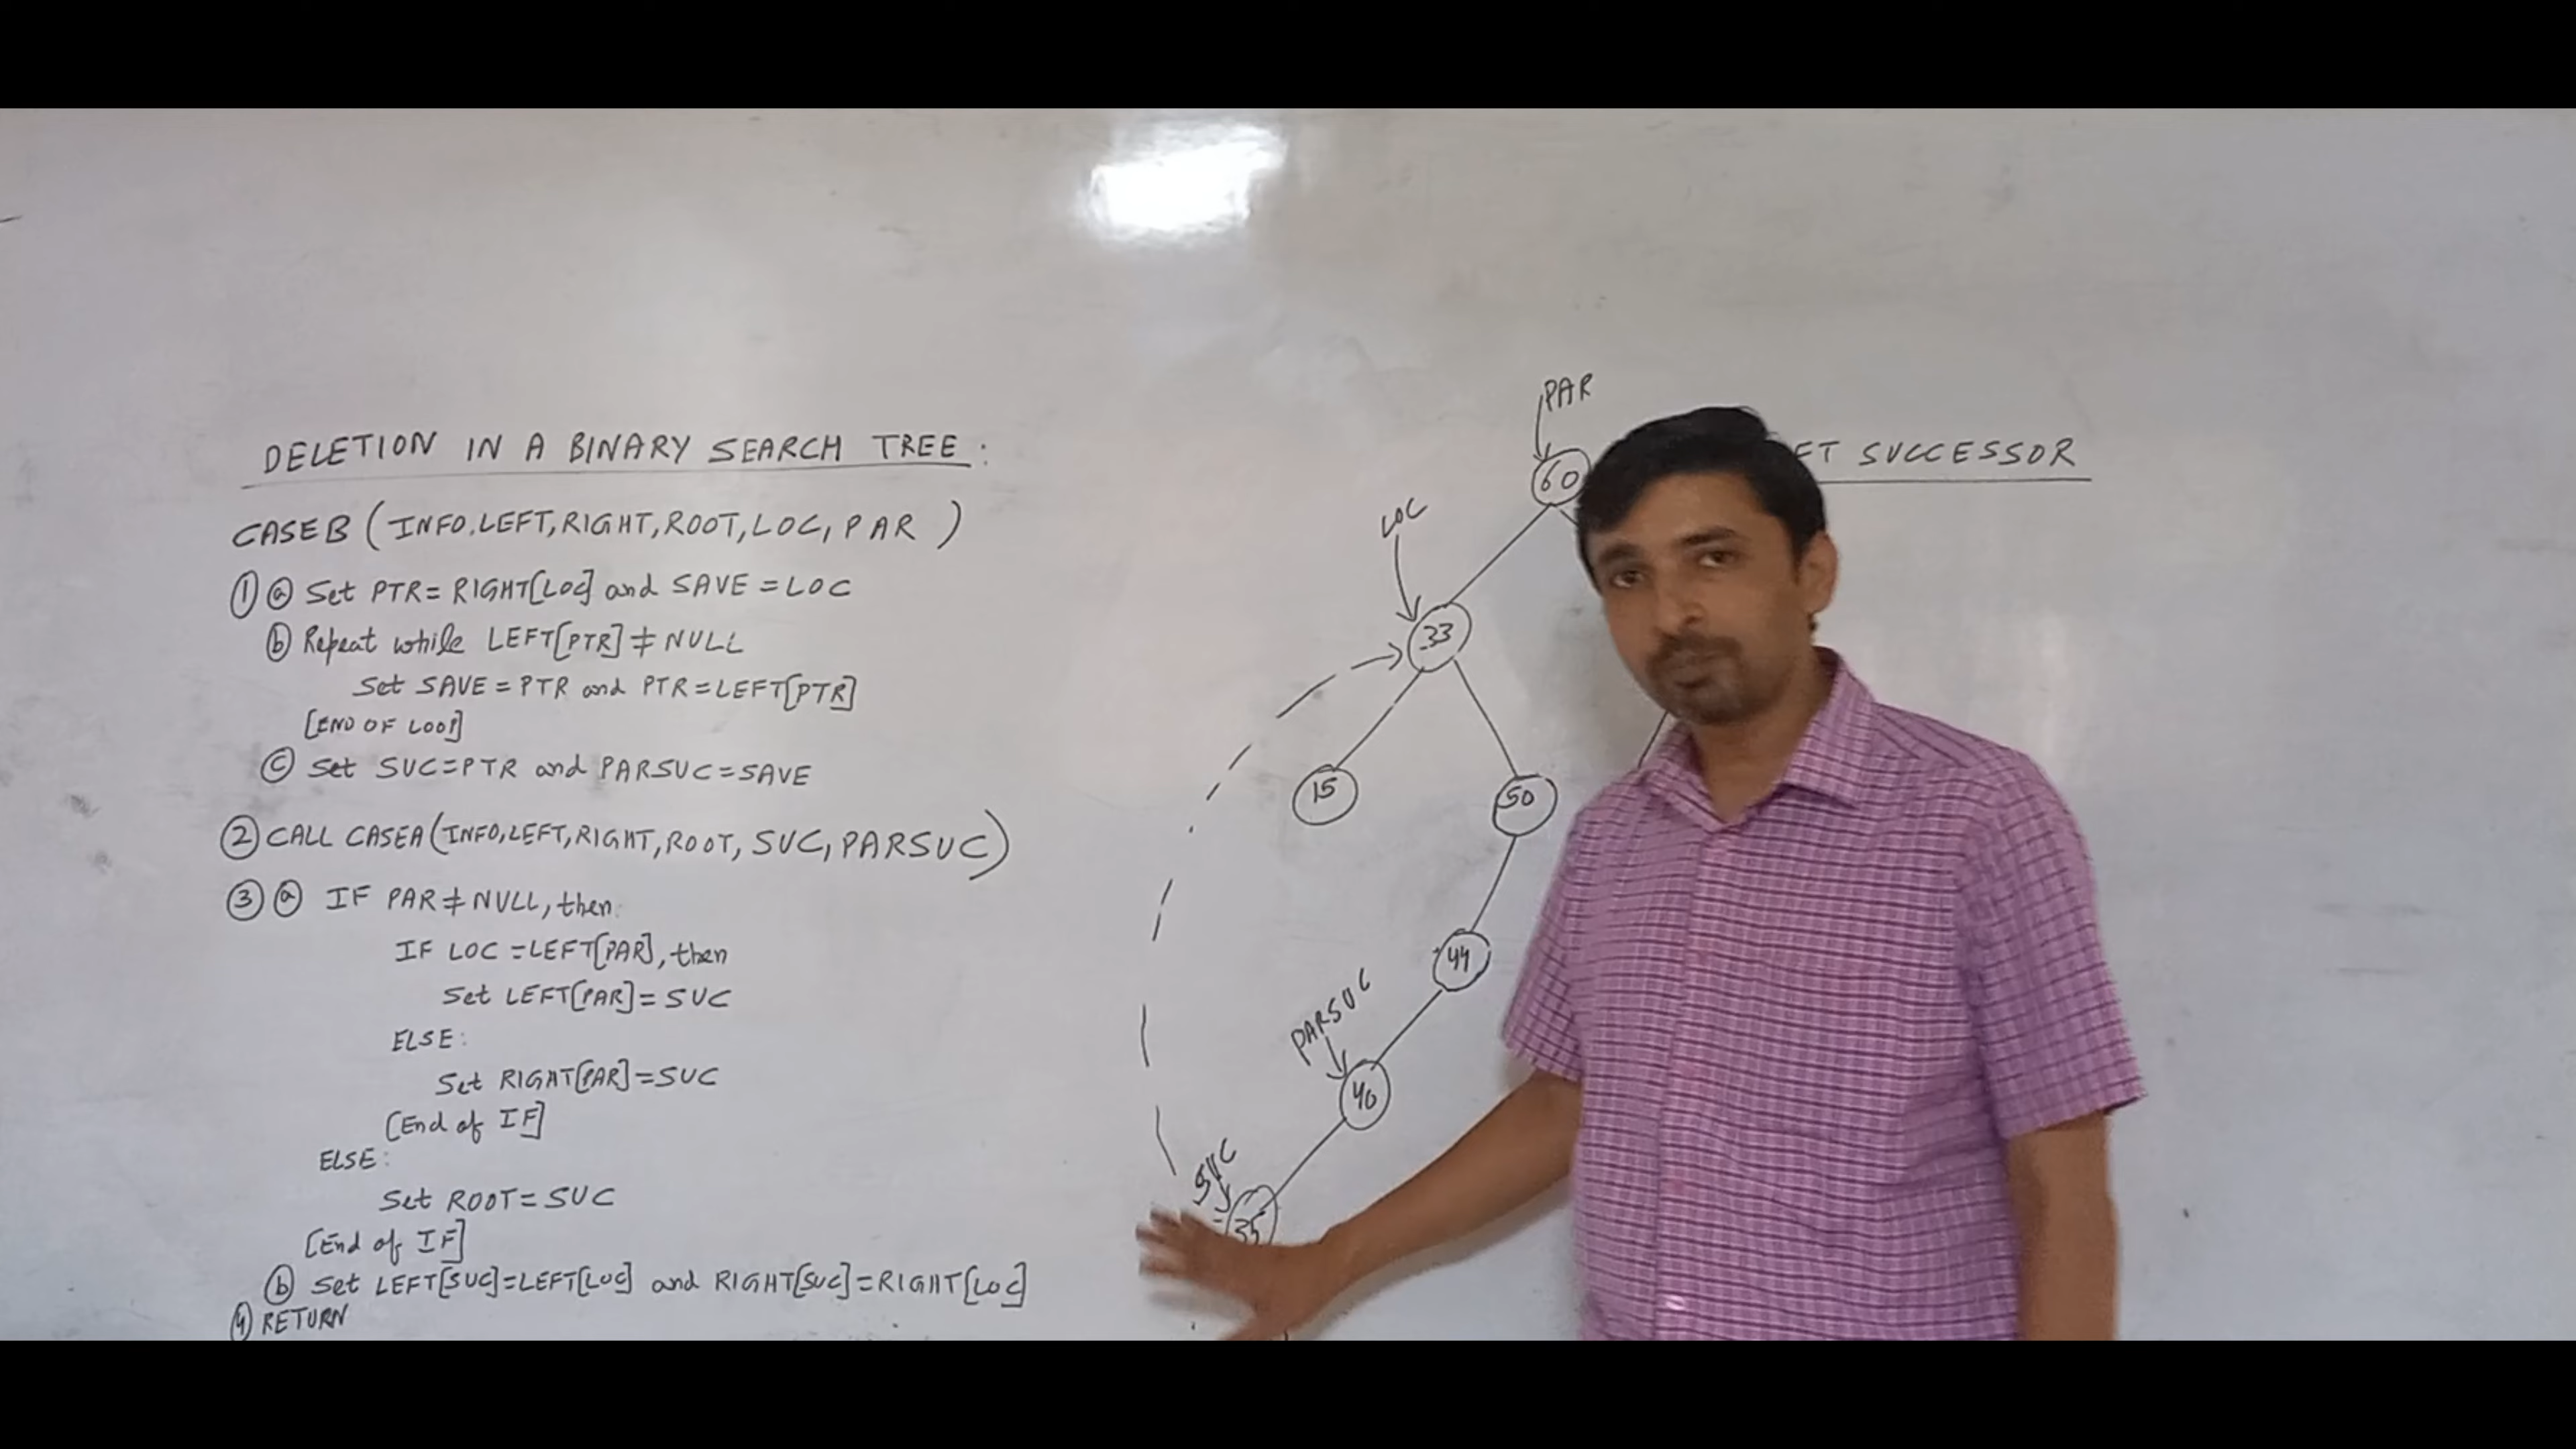 DELETION IN A BINARY SEARCH TREE:
CASEB (INFO,LEFT,RIGHT,ROOT,LOC,PAR)
① ⓐ Set PTR=RIGHT[LOC] and SAVE=LOC
ⓑ Repeat while LEFT[PTR]≠NULL
Set SAVE=PTR and PTR=LEFT[PTR]
[END OF LOOP]
ⓒ Set SUC=PTR and PARSUC=SAVE
② CALL CASEA(INFO,LEFT,RIGHT,ROOT,SUC,PARSUC)
③ ⓐ IF PAR≠NULL, then:
IF LOC=LEFT[PAR], then
Set LEFT[PAR]=SUC
ELSE:
Set RIGHT[PAR]=SUC
[End of IF]
ELSE:
Set ROOT=SUC
[End of IF]
ⓑ Set LEFT[SUC]=LEFT[LOC] and RIGHT[SUC]=RIGHT[LOC]
④ RETURN
PAR
60
LOC
33
15
50
44
PARSUC
40
SUC
35
SUCCESSOR